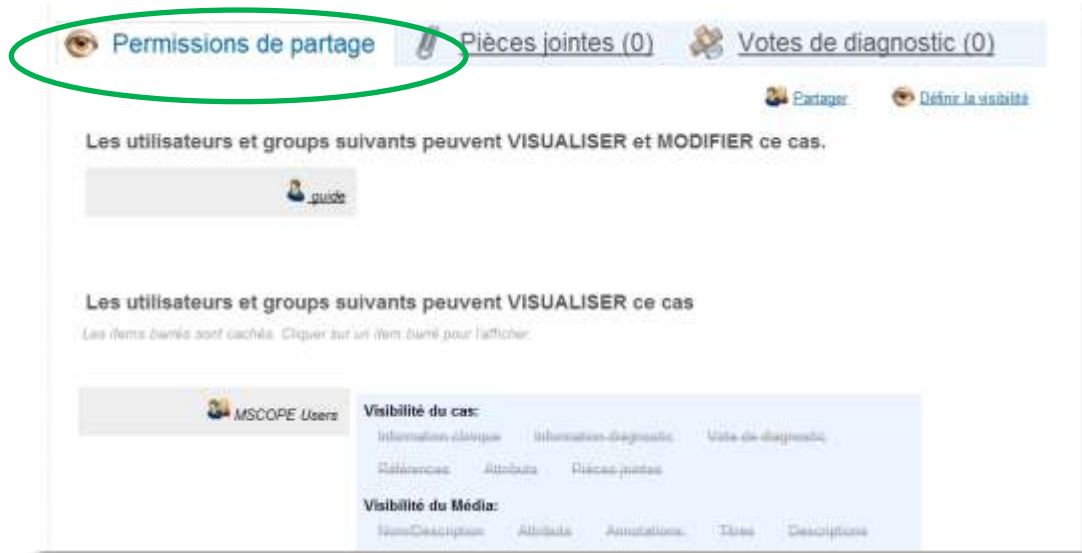 Permissions de partage Pièces jointes (0) Votes de diagnostic (0)
Partager Définir la visibilité
Les utilisateurs et groups suivants peuvent VISUALISER et MODIFIER ce cas.
guide
Les utilisateurs et groups suivants peuvent VISUALISER ce cas
Les items barrés sont cachés. Cliquer sur un item barré pour l'afficher.
MSCOPE Users Visibilité du cas:
Information clinique Information diagnostic Vote de diagnostic
Références Attributs Pièces jointes
Visibilité du Média:
Nom/Description Attributs Annotations Titres Descriptions